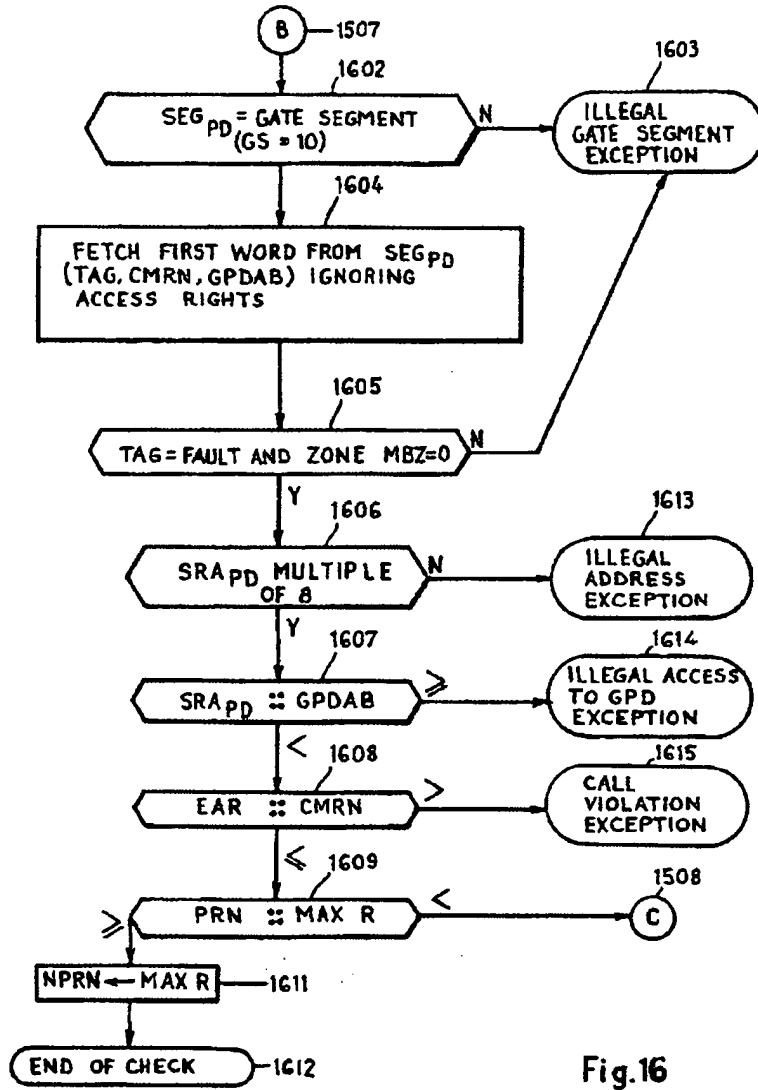 B
1507
1602
SEGPD = GATE SEGMENT
(GS = 10)
N
1603
ILLEGAL
GATE SEGMENT
EXCEPTION
1604
FETCH FIRST WORD FROM SEGPD
(TAG, CMRN, GPDAB) IGNORING
ACCESS RIGHTS
1605
TAG = FAULT AND ZONE MBZ=0
N
Y
1606
SRAPD MULTIPLE
OF 8
N
1613
ILLEGAL
ADDRESS
EXCEPTION
Y
1607
SRAPD :: GPDAB
≥
1614
ILLEGAL ACCESS
TO GPD
EXCEPTION
<
1608
EAR :: CMRN
>
1615
CALL
VIOLATION
EXCEPTION
≤
1609
PRN :: MAX R
<
1508
C
≥
NPRN ← MAX R
1611
END OF CHECK
1612
Fig.16